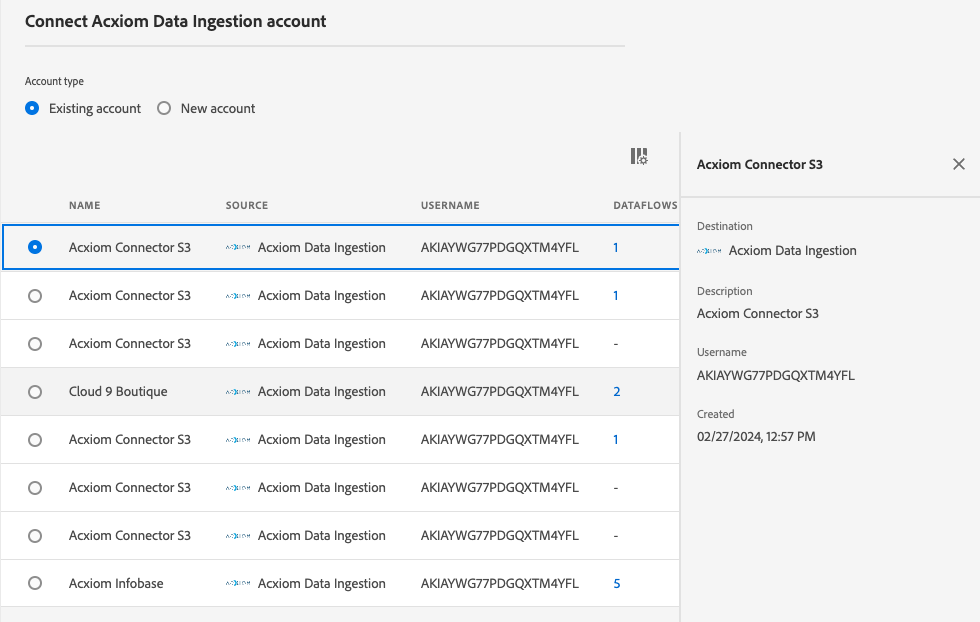 Connect Acxiom Data Ingestion account
Account type
Existing account New account
Acxiom Connector S3
NAME SOURCE USERNAME DATAFLOWS
Acxiom Connector S3 ACXIOM Acxiom Data Ingestion AKIAYWG77PDGQXTM4YFL 1
Acxiom Connector S3 ACXIOM Acxiom Data Ingestion AKIAYWG77PDGQXTM4YFL 1
Acxiom Connector S3 ACXIOM Acxiom Data Ingestion AKIAYWG77PDGQXTM4YFL -
Cloud 9 Boutique ACXIOM Acxiom Data Ingestion AKIAYWG77PDGQXTM4YFL 2
Acxiom Connector S3 ACXIOM Acxiom Data Ingestion AKIAYWG77PDGQXTM4YFL 1
Acxiom Connector S3 ACXIOM Acxiom Data Ingestion AKIAYWG77PDGQXTM4YFL -
Acxiom Connector S3 ACXIOM Acxiom Data Ingestion AKIAYWG77PDGQXTM4YFL -
Acxiom Infobase ACXIOM Acxiom Data Ingestion AKIAYWG77PDGQXTM4YFL 5
Destination
ACXIOM Acxiom Data Ingestion
Description
Acxiom Connector S3
Username
AKIAYWG77PDGQXTM4YFL
Created
02/27/2024, 12:57 PM